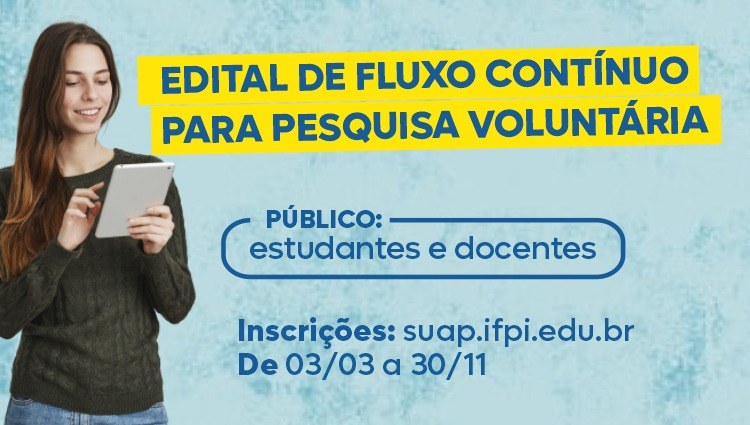 EDITAL DE FLUXO CONTÍNUO
PARA PESQUISA VOLUNTÁRIA
PÚBLICO:
estudantes e docentes
Inscrições: suap.ifpi.edu.br
De 03/03 a 30/11